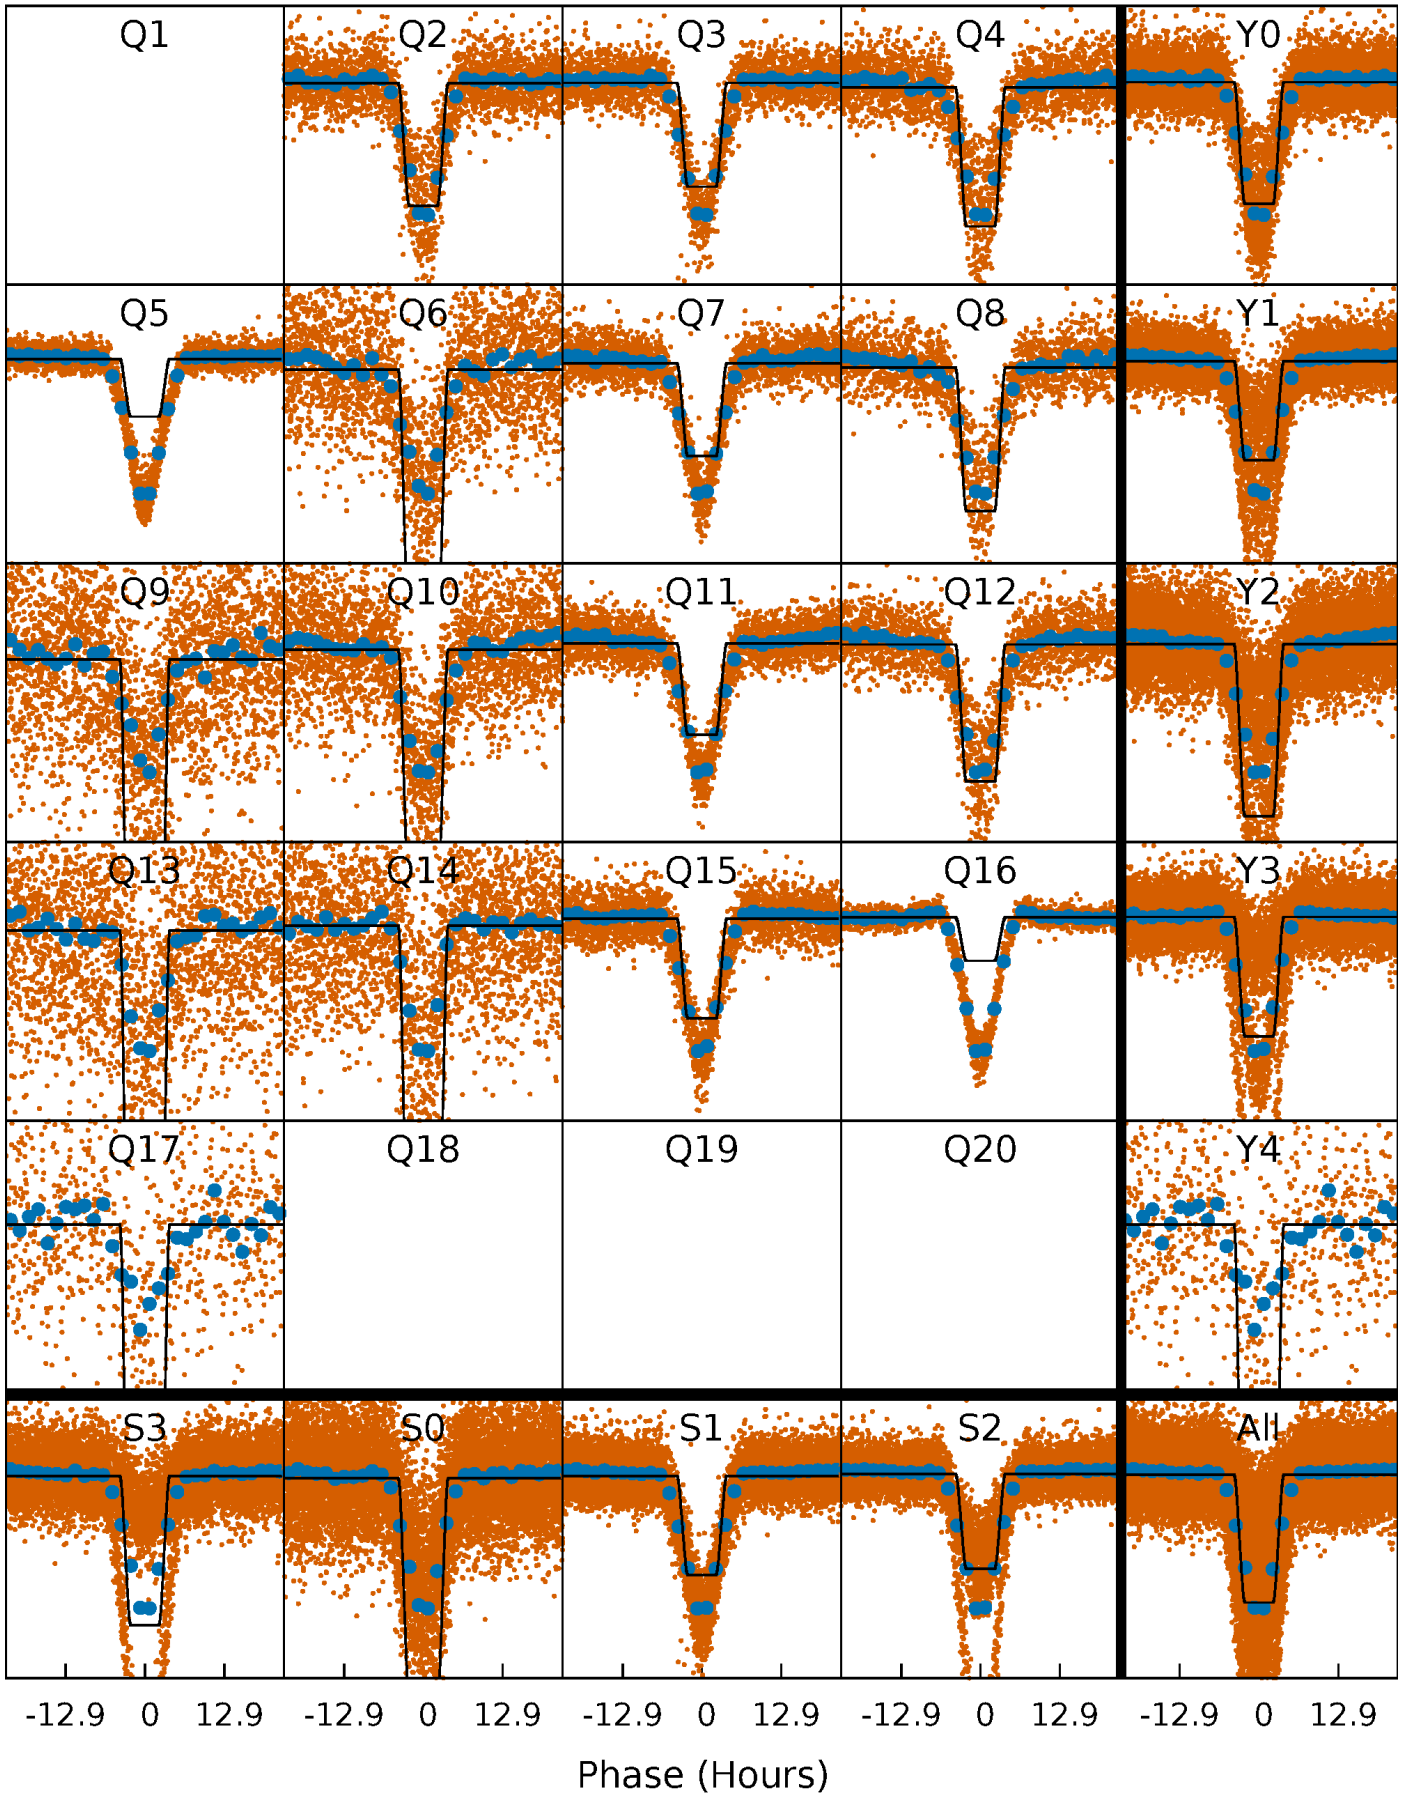 Q1 Q2 Q3 Q4 Y0
Q5 Q6 Q7 Q8 Y1
Q9 Q10 Q11 Q12 Y2
Q13 Q14 Q15 Q16 Y3
Q17 Q18 Q19 Q20 Y4
S3 S0 S1 S2 All
-12.9 0 12.9 -12.9 0 12.9 -12.9 0 12.9 -12.9 0 12.9 -12.9 0 12.9
Phase (Hours)